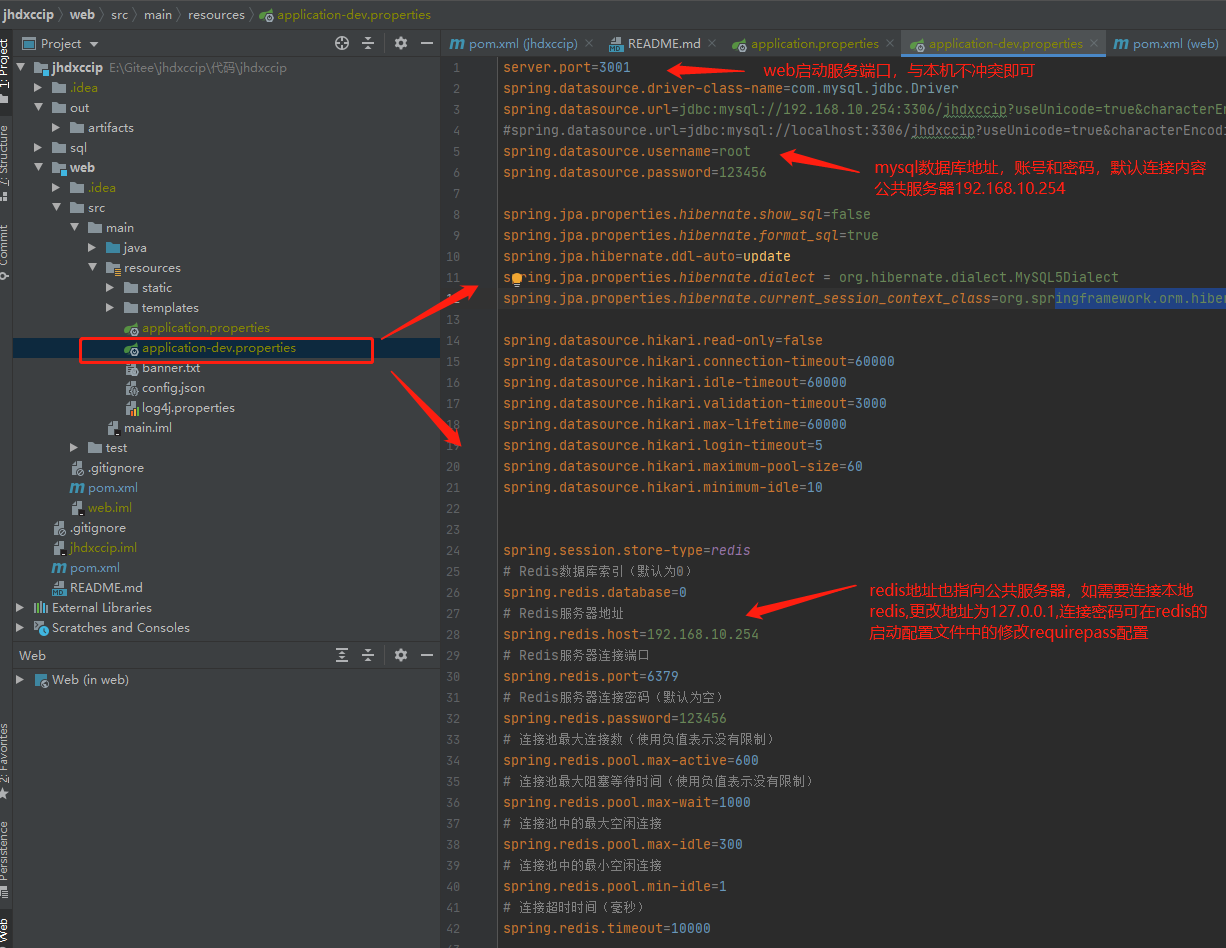 jhdxccip web src main resources application-dev.properties
Project
pom.xml (jhdxccip) README.md application.properties application-dev.properties pom.xml (web)
1: Project
Z: Structure
Commit
2: Favorites
Persistence
Web
jhdxccip E:\Gitee\jhdxccip\代码\jhdxccip
.idea
out
artifacts
sql
web
.idea
src
main
java
resources
static
templates
application.properties
application-dev.properties
banner.txt
config.json
log4j.properties
main.iml
test
.gitignore
pom.xml
web.iml
.gitignore
jhdxccip.iml
pom.xml
README.md
External Libraries
Scratches and Consoles
Web
Web (in web)
1 server.port=3001
web启动服务端口，与本机不冲突即可
2 spring.datasource.driver-class-name=com.mysql.jdbc.Driver
3 spring.datasource.url=jdbc:mysql://192.168.10.254:3306/jhdxccip?useUnicode=true&characterEn
4 #spring.datasource.url=jdbc:mysql://localhost:3306/jhdxccip?useUnicode=true&characterEncodi
5 spring.datasource.username=root
6 spring.datasource.password=123456
mysql数据库地址，账号和密码，默认连接内容
公共服务器192.168.10.254
7
8 spring.jpa.properties.hibernate.show_sql=false
9 spring.jpa.properties.hibernate.format_sql=true
10 spring.jpa.hibernate.ddl-auto=update
11 spring.jpa.properties.hibernate.dialect = org.hibernate.dialect.MySQL5Dialect
spring.jpa.properties.hibernate.current_session_context_class=org.springframework.orm.hiber
13
14 spring.datasource.hikari.read-only=false
15 spring.datasource.hikari.connection-timeout=60000
16 spring.datasource.hikari.idle-timeout=60000
17 spring.datasource.hikari.validation-timeout=3000
18 spring.datasource.hikari.max-lifetime=60000
19 spring.datasource.hikari.login-timeout=5
20 spring.datasource.hikari.maximum-pool-size=60
21 spring.datasource.hikari.minimum-idle=10
22
23
24 spring.session.store-type=redis
25 # Redis数据库索引（默认为0）
26 spring.redis.database=0
27 # Redis服务器地址
28 spring.redis.host=192.168.10.254
redis地址也指向公共服务器，如需要连接本地
redis,更改地址为127.0.0.1,连接密码可在redis的
启动配置文件中的修改requirepass配置
29 # Redis服务器连接端口
30 spring.redis.port=6379
31 # Redis服务器连接密码（默认为空）
32 spring.redis.password=123456
33 # 连接池最大连接数（使用负值表示没有限制）
34 spring.redis.pool.max-active=600
35 # 连接池最大阻塞等待时间（使用负值表示没有限制）
36 spring.redis.pool.max-wait=1000
37 # 连接池中的最大空闲连接
38 spring.redis.pool.max-idle=300
39 # 连接池中的最小空闲连接
40 spring.redis.pool.min-idle=1
41 # 连接超时时间（毫秒）
42 spring.redis.timeout=10000